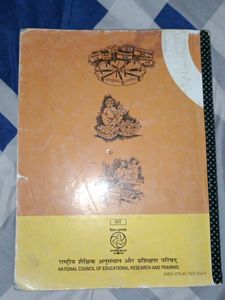 राष्ट्रीय शैक्षिक अनुसंधान और प्रशिक्षण परिषद्
NATIONAL COUNCIL OF EDUCATIONAL RESEARCH AND TRAINING